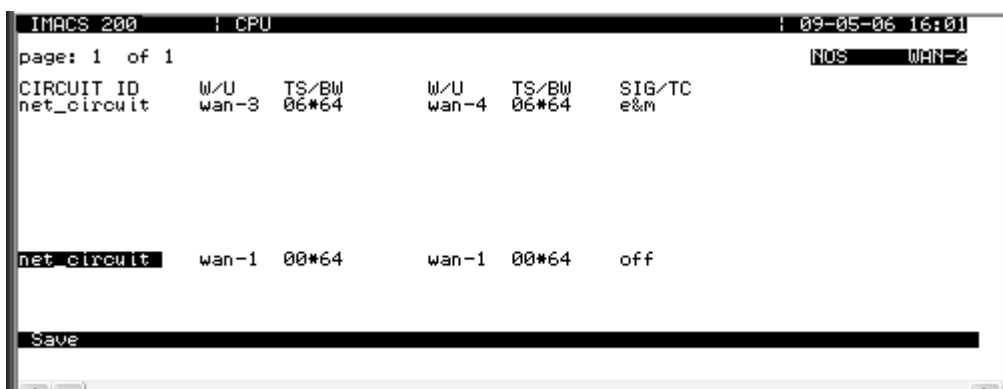 IMACS 200 | CPU | 09-05-06 16:01
page: 1 of 1 NOS WAN-2
CIRCUIT ID W/U TS/BW W/U TS/BW SIG/TC
net_circuit wan-3 06*64 wan-4 06*64 e&m
net_circuit wan-1 00*64 wan-1 00*64 off
Save